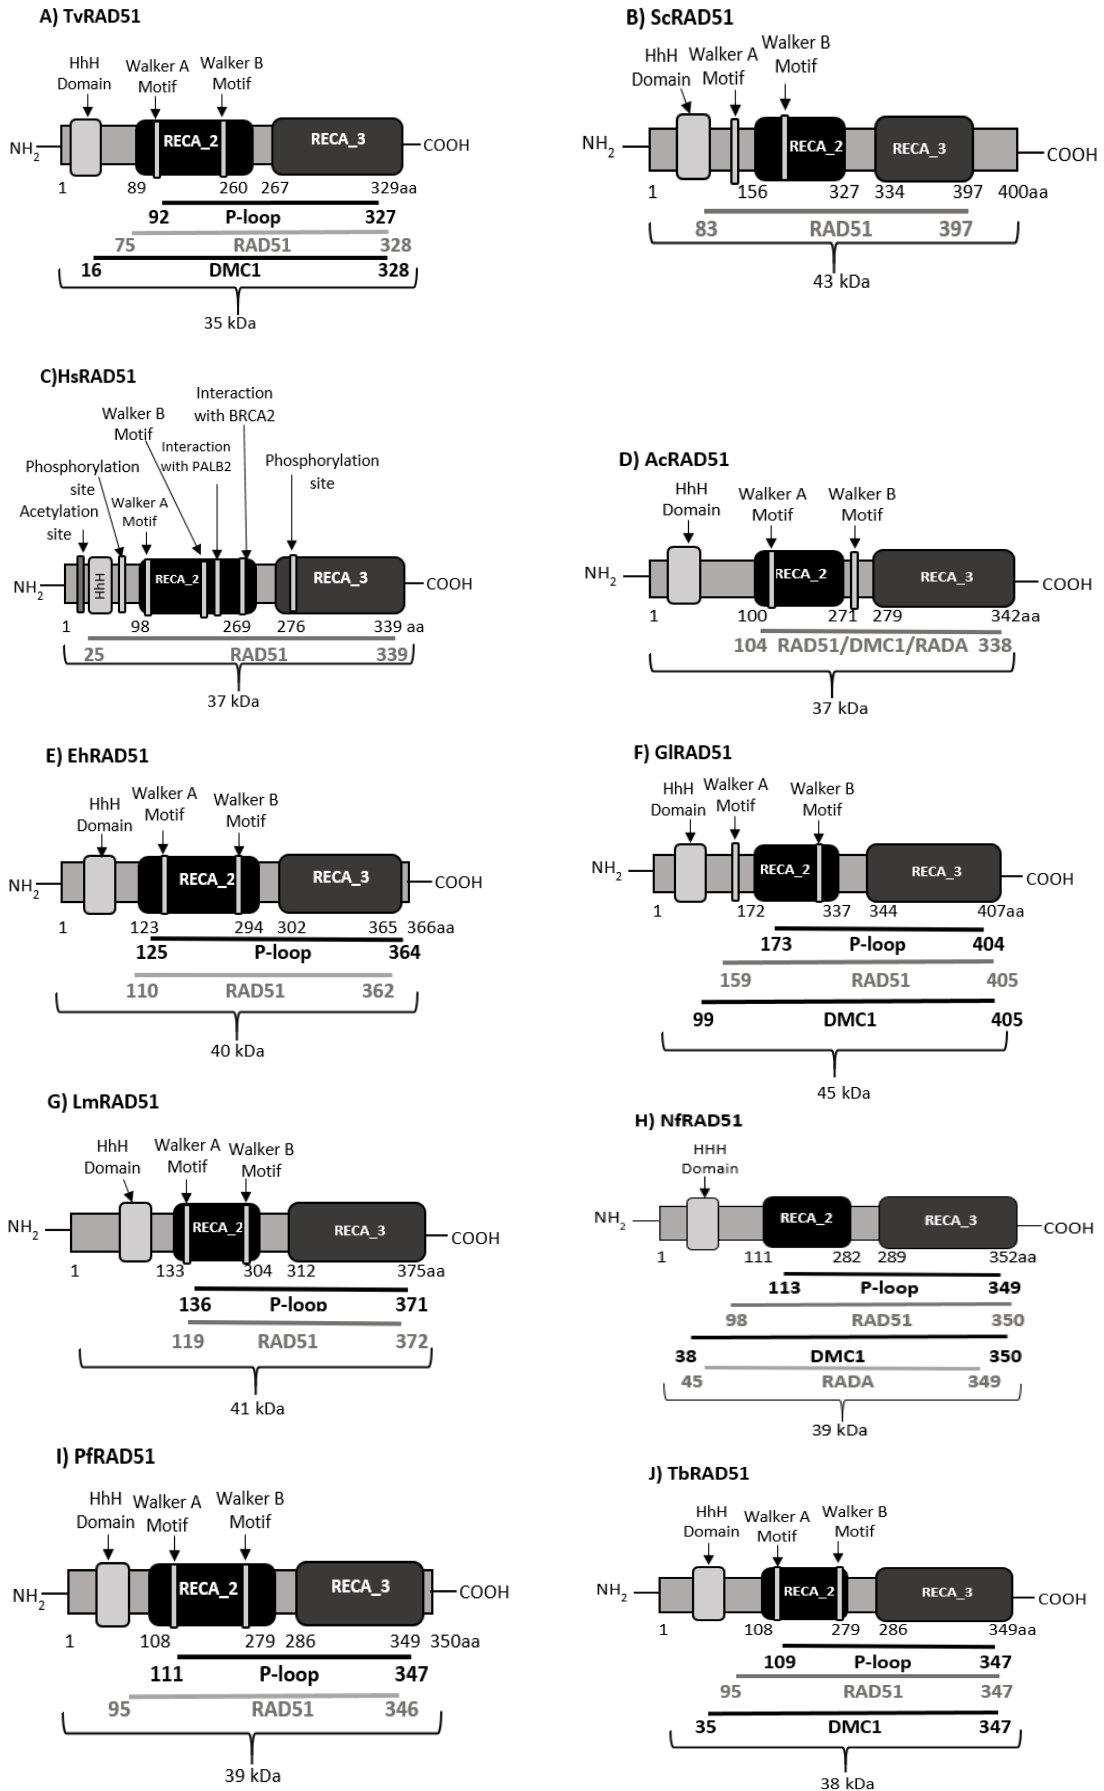 A) TvRAD51
HhH
Domain
Walker A
Motif
Walker B
Motif
NH2
RECA_2
RECA_3
COOH
1 89 260 267 329aa
92 P-loop 327
75 RAD51 328
16 DMC1 328
35 kDa
B) ScRAD51
HhH
Domain
Walker A
Motif
Walker B
Motif
NH2
RECA_2
RECA_3
COOH
1 156 327 334 397 400aa
83 RAD51 397
43 kDa
C)HsRAD51
Interaction
with BRCA2
Walker B
Motif
Interaction
with PALB2
Phosphorylation
site
Phosphorylation
site
Walker A
Motif
Acetylation
site
NH2
HhH
RECA_2
RECA_3
COOH
1 98 269 276 339 aa
25 RAD51 339
37 kDa
D) AcRAD51
HhH
Domain
Walker A
Motif
Walker B
Motif
NH2
RECA_2
RECA_3
COOH
1 100 271 279 342aa
104 RAD51/DMC1/RADA 338
37 kDa
E) EhRAD51
HhH
Domain
Walker A
Motif
Walker B
Motif
NH2
RECA_2
RECA_3
COOH
1 123 294 302 365 366aa
125 P-loop 364
110 RAD51 362
40 kDa
F) GlRAD51
HhH
Domain
Walker A
Motif
Walker B
Motif
NH2
RECA_2
RECA_3
COOH
1 172 337 344 407aa
173 P-loop 404
159 RAD51 405
99 DMC1 405
45 kDa
G) LmRAD51
HhH
Domain
Walker A
Motif
Walker B
Motif
NH2
RECA_2
RECA_3
COOH
1 133 304 312 375aa
136 P-loop 371
119 RAD51 372
41 kDa
H) NfRAD51
HHH
Domain
NH2
RECA_2
RECA_3
COOH
1 111 282 289 352aa
113 P-loop 349
98 RAD51 350
38 DMC1 350
45 RADA 349
39 kDa
I) PfRAD51
HhH
Domain
Walker A
Motif
Walker B
Motif
NH2
RECA_2
RECA_3
COOH
1 108 279 286 349 350aa
111 P-loop 347
95 RAD51 346
39 kDa
J) TbRAD51
HhH
Domain
Walker A
Motif
Walker B
Motif
NH2
RECA_2
RECA_3
COOH
1 108 279 286 349aa
109 P-loop 347
95 RAD51 347
35 DMC1 347
38 kDa